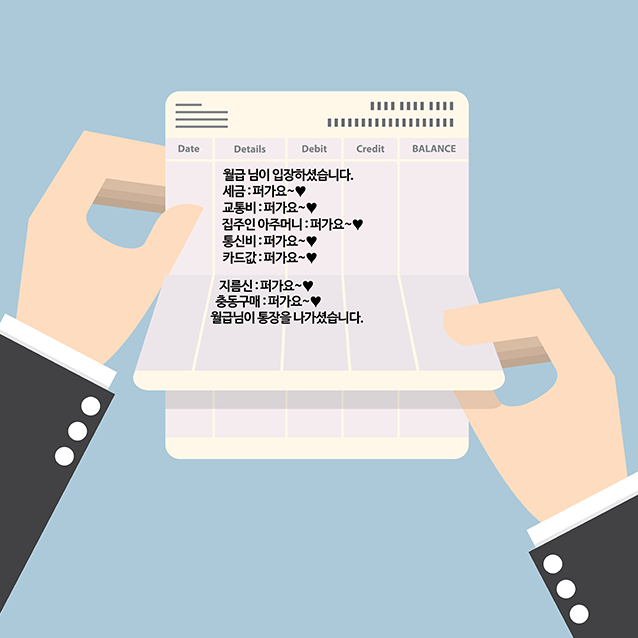 Date Details Debit Credit BALANCE
월급 님이 입장하셨습니다.
세금 : 퍼가요~♥
교통비 : 퍼가요~♥
집주인 아주머니 : 퍼가요~♥
통신비 : 퍼가요~♥
카드값 : 퍼가요~♥
지름신 : 퍼가요~♥
충동구매 : 퍼가요~♥
월급님이 통장을 나가셨습니다.